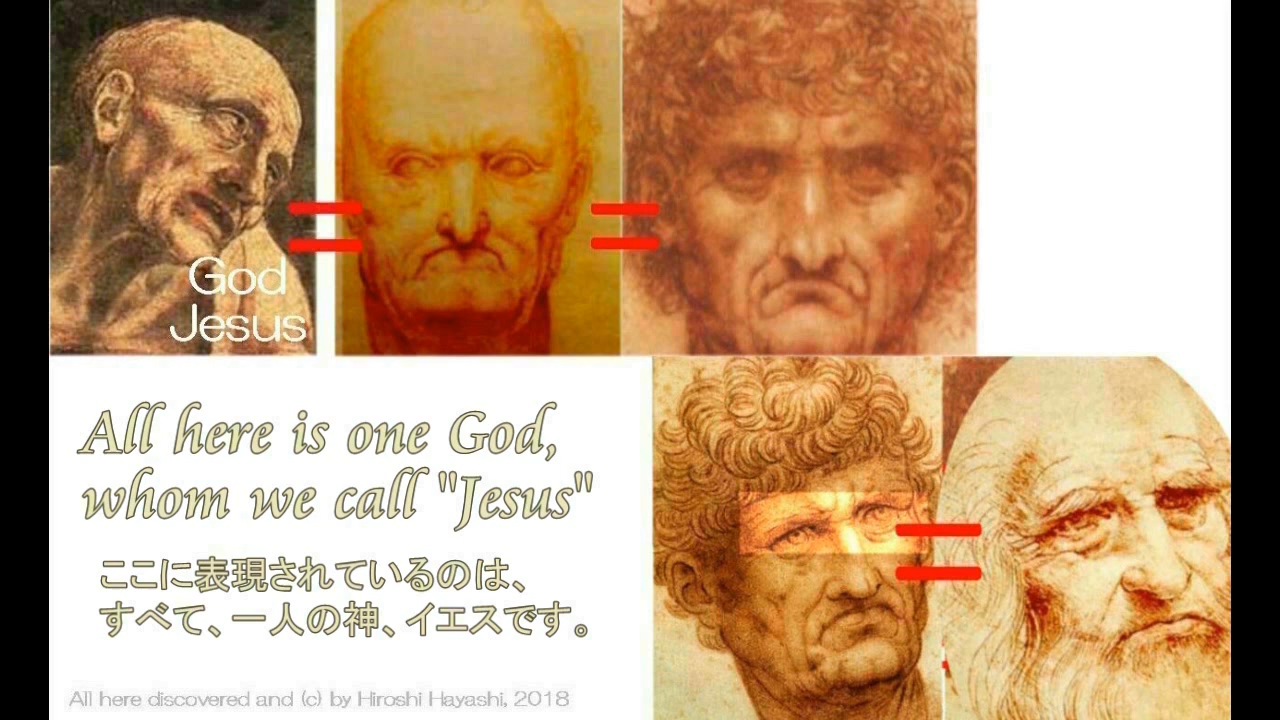 God
Jesus
All here is one God,
whom we call "Jesus"
ここに表現されているのは、
すべて、一人の神、イエスです。
All here discovered and (c) by Hiroshi Hayashi, 2018